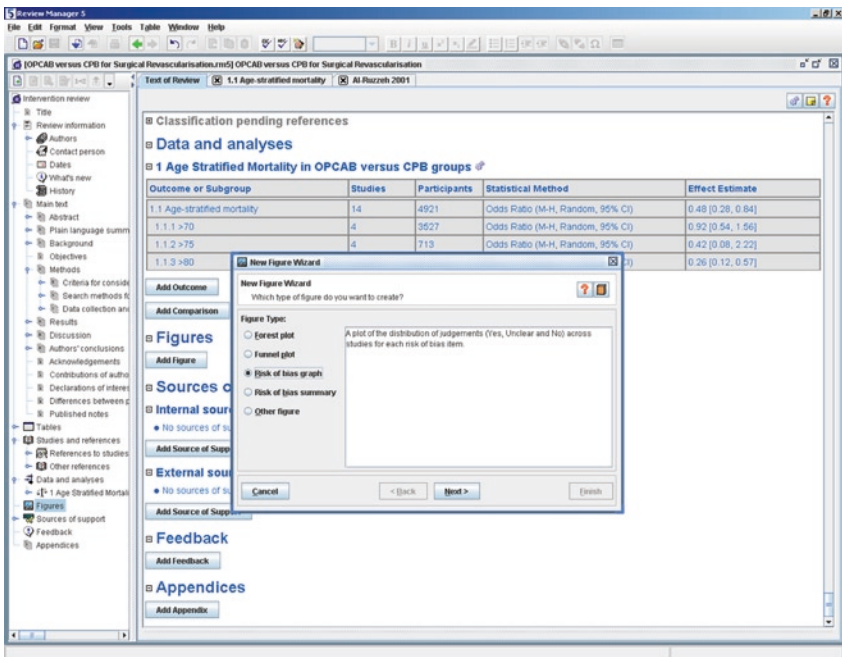 Review Manager 5
File Edit Format View Tools Table Window Help
[OPCAB versus CPB for Surgical Revascularisation.rm5] OPCAB versus CPB for Surgical Revascularisation
Text of Review 1.1 Age-stratified mortality Al-Ruzzeh 2001
Intervention review
Title
Review information
Authors
Contact person
Dates
What's new
History
Main text
Abstract
Plain language summ
Background
Objectives
Methods
Criteria for conside
Search methods fo
Data collection and
Results
Discussion
Authors' conclusions
Acknowledgements
Contributions of autho
Declarations of interes
Differences between p
Published notes
Tables
Studies and references
References to studies
Other references
Data and analyses
1 Age Stratified Mortali
Figures
Sources of support
Feedback
Appendices
Classification pending references
Data and analyses
1 Age Stratified Mortality in OPCAB versus CPB groups
Outcome or Subgroup Studies Participants Statistical Method Effect Estimate
1.1 Age-stratified mortality 14 4921 Odds Ratio (M-H, Random, 95% CI) 0.48 [0.28, 0.84]
1.1.1 >70 4 3527 Odds Ratio (M-H, Random, 95% CI) 0.92 [0.54, 1.56]
1.1.2 >75 4 713 Odds Ratio (M-H, Random, 95% CI) 0.42 [0.08, 2.22]
1.1.3 >80 0.26 [0.12, 0.57]
Add Outcome
Add Comparison
Figures
Add Figure
Sources o
Internal sour
No sources of su
Add Source of Supp
External sou
No sources of su
Add Source of Support
Feedback
Add Feedback
Appendices
Add Appendix
New Figure Wizard
New Figure Wizard
Which type of figure do you want to create?
Figure Type:
Forest plot
Funnel plot
Risk of bias graph
Risk of bias summary
Other figure
A plot of the distribution of judgements (Yes, Unclear and No) across
studies for each risk of bias item.
Cancel < Back Next > Finish